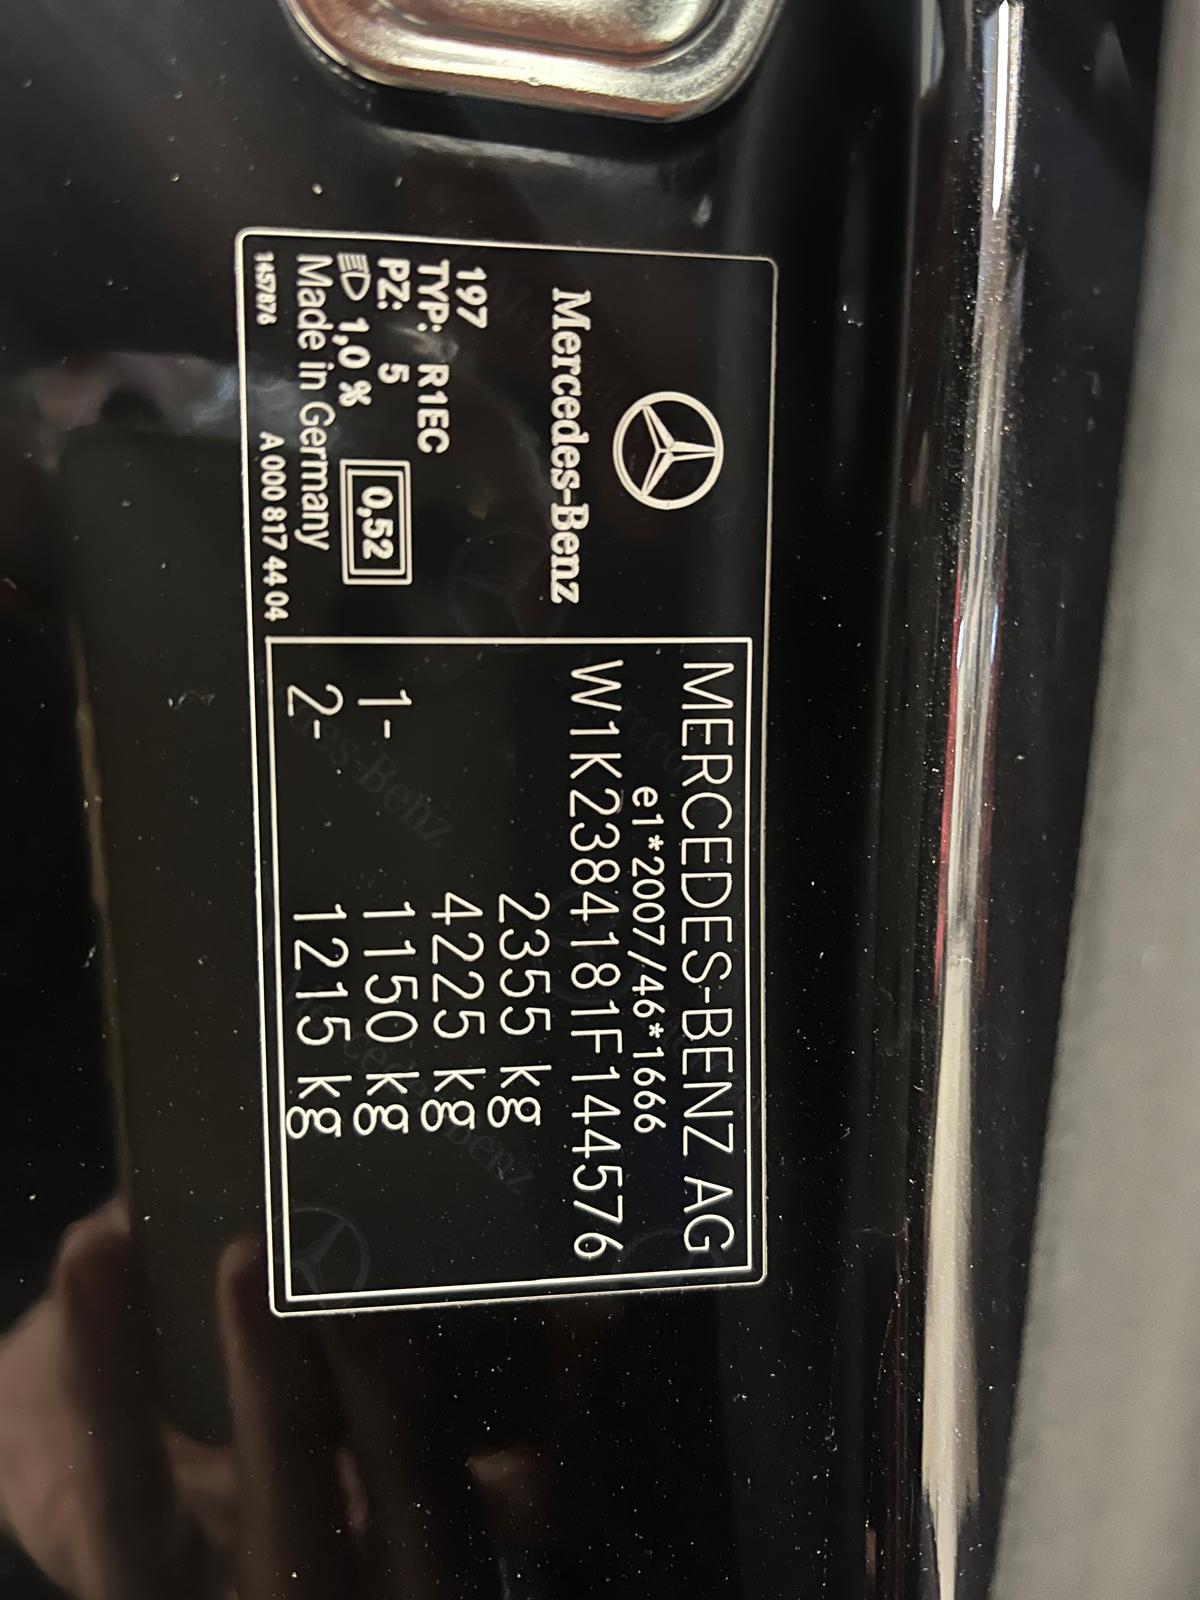 Mercedes-Benz
197
TYP: R1EC
PZ: 5
1,0 %
0,52
Made in Germany
1457876
A 000 817 44 04
MERCEDES-BENZ AG
e1*2007/46*1666
W1K2384181F144576
2355 kg
4225 kg
1- 1150 kg
2- 1215 kg